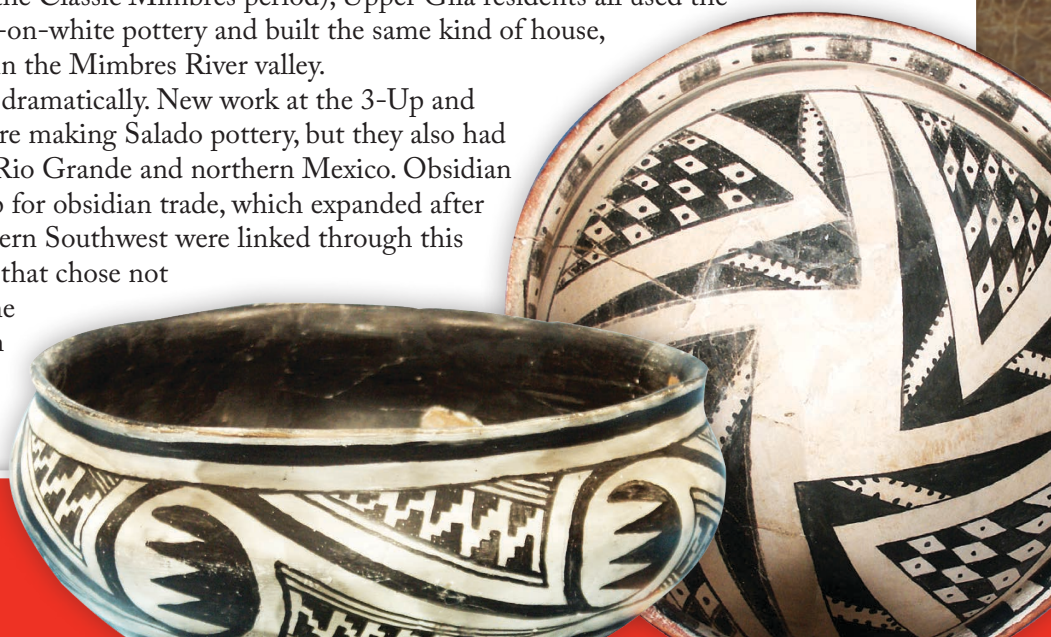 the Classic Mimbres period), Upper Gila residents all used the
-on-white pottery and built the same kind of house,
n the Mimbres River valley.
dramatically. New work at the 3-Up and
re making Salado pottery, but they also had
Rio Grande and northern Mexico. Obsidian
for obsidian trade, which expanded after
ern Southwest were linked through this
that chose not